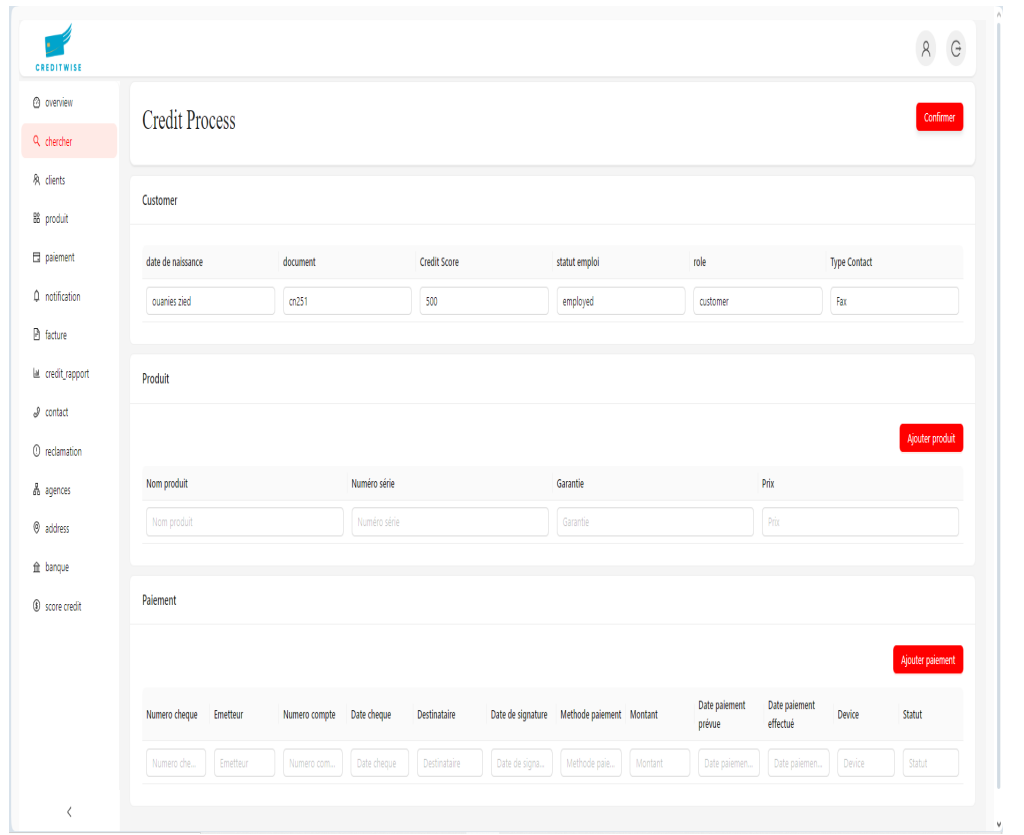 CREDITWISE
overview
chercher
clients
produit
paiement
notification
facture
credit_rapport
contact
reclamation
agences
address
banque
score credit
Credit Process
Confirmer
Customer
date de naissance document Credit Score statut emploi role Type Contact
ouanies zied cn251 500 employed customer Fax
Produit
Ajouter produit
Nom produit Numéro série Garantie Prix
Nom produit Numéro série Garantie Prix
Paiement
Ajouter paiement
Numero cheque Emetteur Numero compte Date cheque Destinataire Date de signature Methode paiement Montant Date paiement prévue Date paiement effectué Device Statut
Numero che... Emetteur Numero com... Date cheque Destinataire Date de signa... Methode paie... Montant Date paiemen... Date paiemen... Device Statut